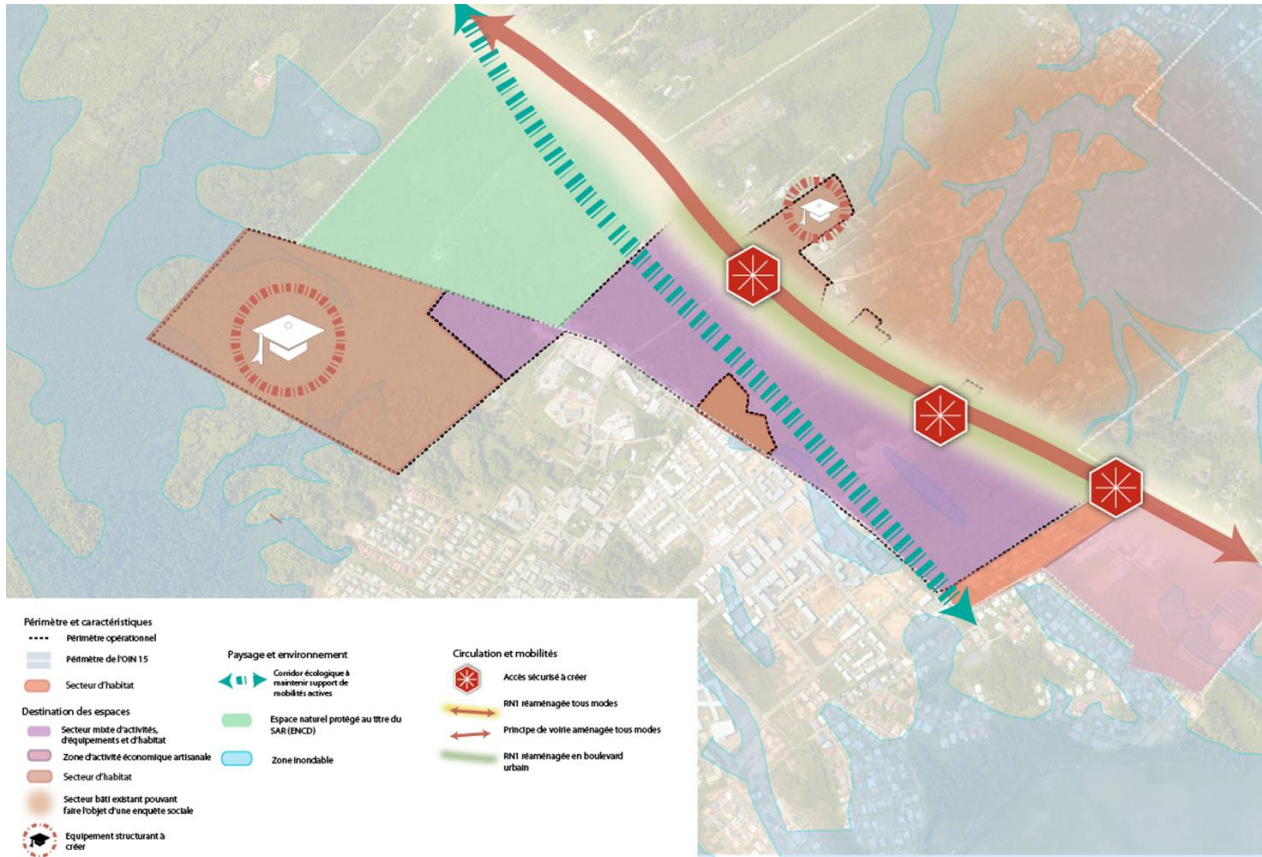 Périmètre et caractéristiques
Périmètre opérationnel
Périmètre de l'OIN 15
Secteur d'habitat
Destination des espaces
Secteur mixte d'activités,
d'équipements et d'habitat
Zone d'activité économique artisanale
Secteur d'habitat
Secteur bâti existant pouvant
faire l'objet d'une enquête sociale
Equipement structurant à
créer
Paysage et environnement
Corridor écologique à
maintenir support de
mobilités actives
Espace naturel protégé au titre du
SAR (ENCD)
Zone inondable
Circulation et mobilités
Accès sécurisé à créer
RN1 réaménagée tous modes
Principe de voirie aménagée tous modes
RN1 réaménagée en boulevard
urbain